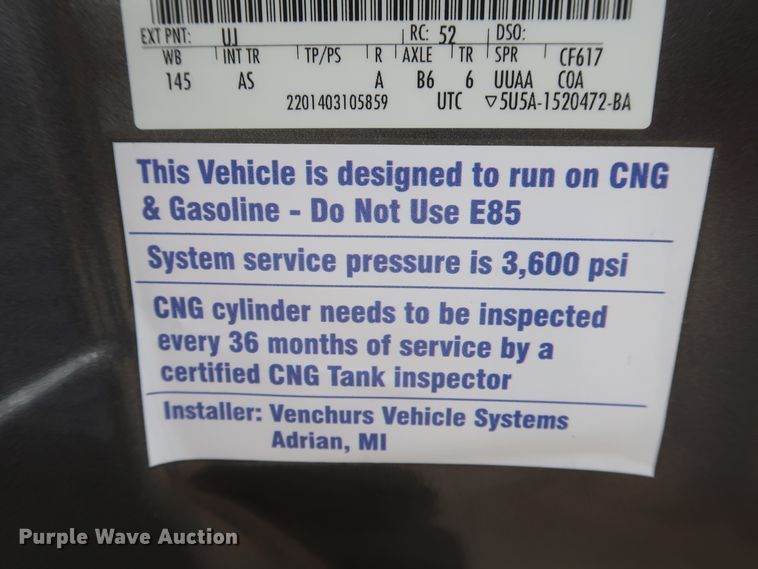 EXT PNT: UJ RC: 52 DSO:
WB INT TR TP/PS R AXLE TR SPR CF617
145 AS A B6 6 UUAA COA
2201403105859 UTC ▽5U5A-1520472-BA
This Vehicle is designed to run on CNG
& Gasoline - Do Not Use E85
System service pressure is 3,600 psi
CNG cylinder needs to be inspected
every 36 months of service by a
certified CNG Tank inspector
Installer: Venchurs Vehicle Systems
Adrian, MI
Purple Wave Auction